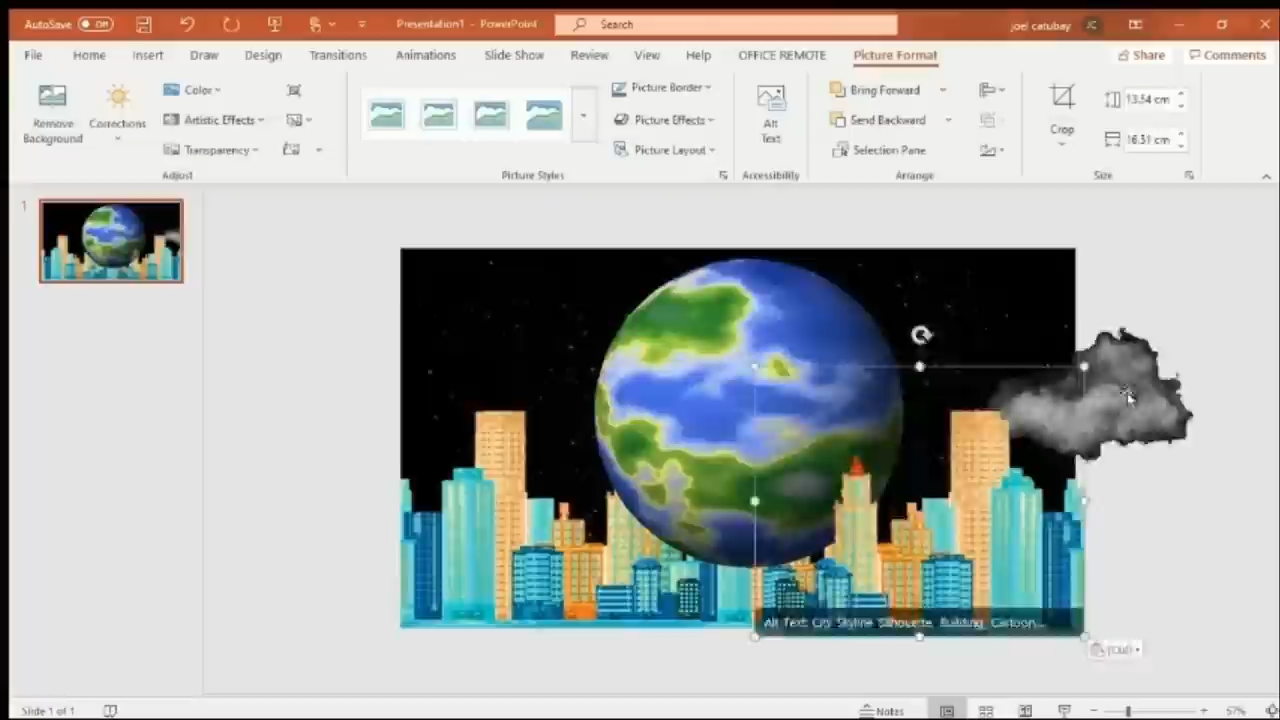 AutoSave Off Presentation1 - PowerPoint Search joel catubay JC
File Home Insert Draw Design Transitions Animations Slide Show Review View Help OFFICE REMOTE Picture Format Share Comments
Remove Background
Corrections
Color
Artistic Effects
Transparency
Adjust
Picture Styles
Picture Border
Picture Effects
Picture Layout
Alt Text
Accessibility
Bring Forward
Send Backward
Selection Pane
Arrange
Crop
13.54 cm
16.51 cm
Size
1
Alt Text: City Skyline Silhouette, Building, Cartoon...
(Ctrl)
Slide 1 of 1 Notes 57%